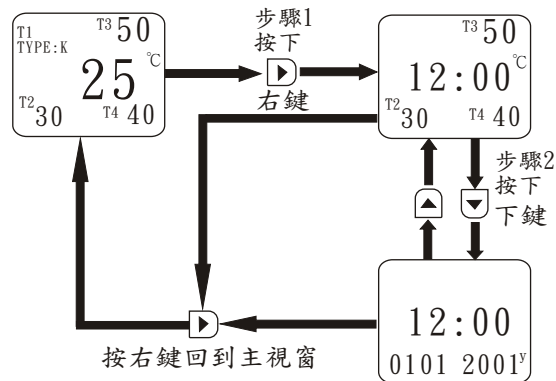 T1
TYPE:K
T3 50
25 ℃
T2 30
T4 40
步驟1
按下
右鍵
T3 50
12:00 ℃
T2 30
T4 40
步驟2
按下
下鍵
12:00
0101 2001y
按右鍵回到主視窗